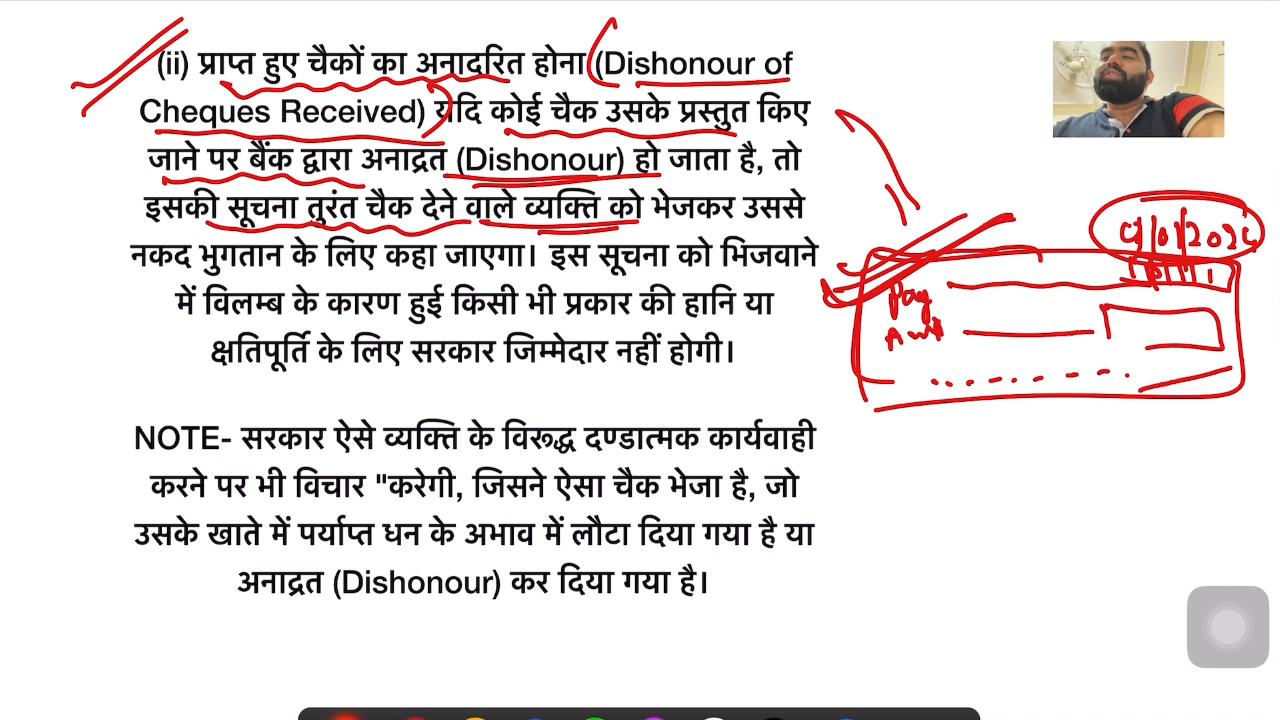 (ii) प्राप्त हुए चैकों का अनादरित होना (Dishonour of
Cheques Received) यदि कोई चैक उसके प्रस्तुत किए
जाने पर बैंक द्वारा अनाद्रत (Dishonour) हो जाता है, तो
इसकी सूचना तुरंत चैक देने वाले व्यक्ति को भेजकर उससे
नकद भुगतान के लिए कहा जाएगा। इस सूचना को भिजवाने
में विलम्ब के कारण हुई किसी भी प्रकार की हानि या
क्षतिपूर्ति के लिए सरकार जिम्मेदार नहीं होगी।
NOTE- सरकार ऐसे व्यक्ति के विरूद्ध दण्डात्मक कार्यवाही
करने पर भी विचार "करेगी, जिसने ऐसा चैक भेजा है, जो
उसके खाते में पर्याप्त धन के अभाव में लौटा दिया गया है या
अनाद्रत (Dishonour) कर दिया गया है।
Pay